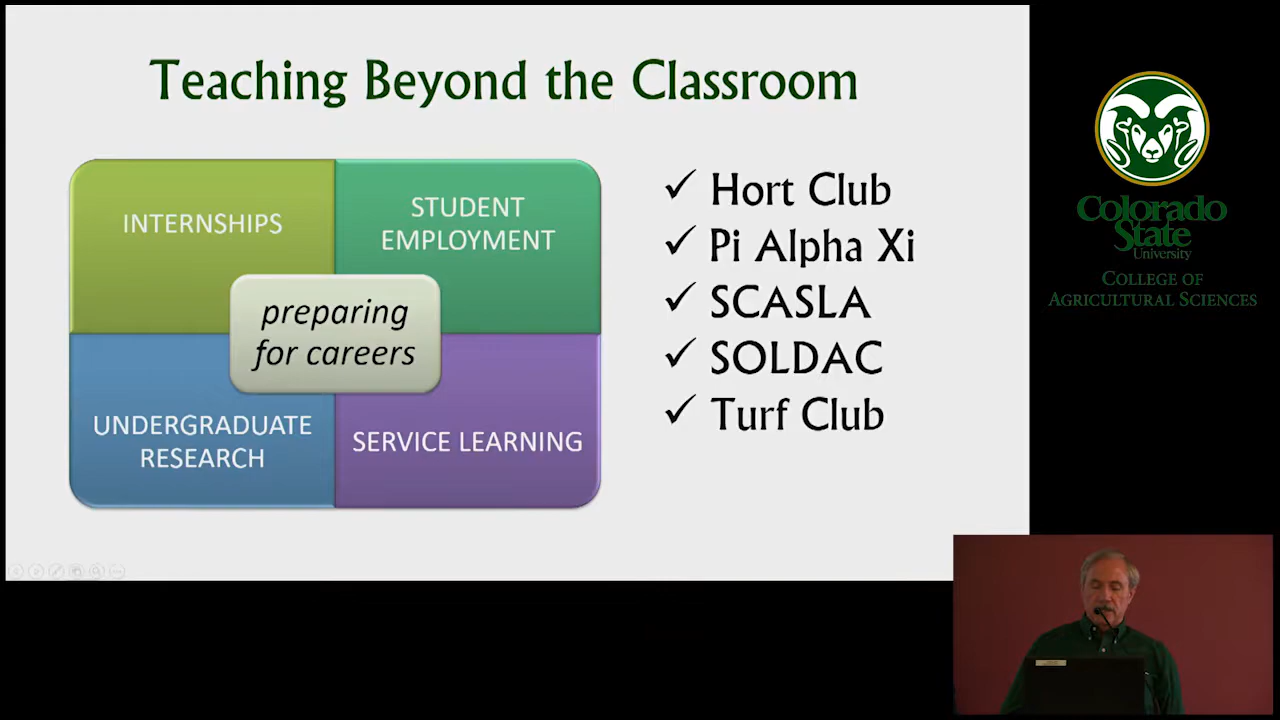 Teaching Beyond the Classroom
INTERNSHIPS
STUDENT
EMPLOYMENT
preparing
for careers
UNDERGRADUATE
RESEARCH
SERVICE LEARNING
✓ Hort Club
✓ Pi Alpha Xi
✓ SCASLA
✓ SOLDAC
✓ Turf Club
Colorado
State
University
COLLEGE OF
AGRICULTURAL SCIENCES